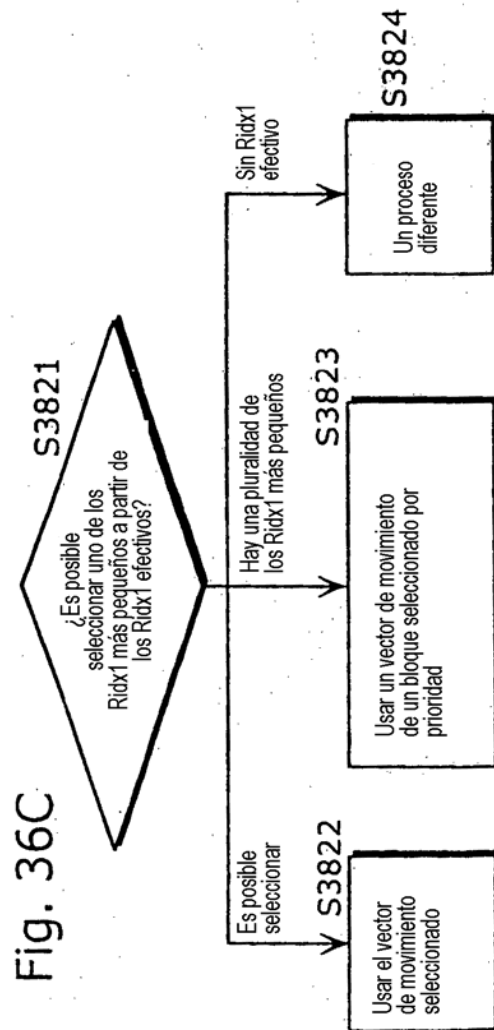 Fig. 36C
S3821
¿Es posible
seleccionar uno de los
Ridx1 más pequeños a partir de
los Ridx1 efectivos?
Es posible
seleccionar
Hay una pluralidad de
los Ridx1 más pequeños
Sin Ridx1
efectivo
S3822
Usar el vector
de movimiento
seleccionado
S3823
Usar un vector de movimiento
de un bloque seleccionado por
prioridad
S3824
Un proceso
diferente